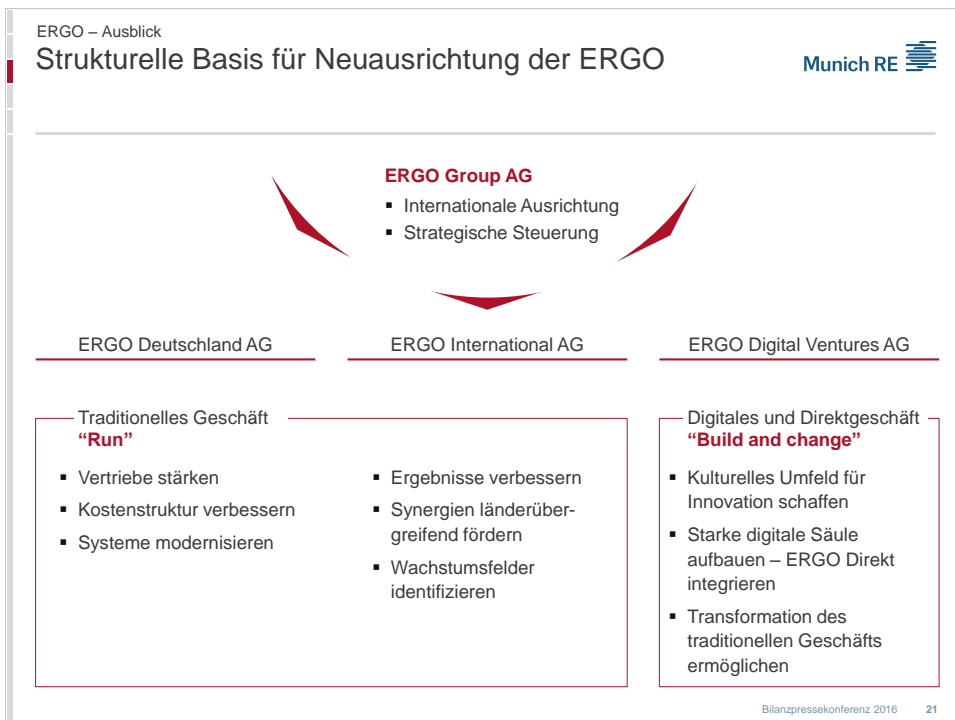 ERGO – Ausblick
Strukturelle Basis für Neuausrichtung der ERGO
Munich RE
ERGO Group AG
▪ Internationale Ausrichtung
▪ Strategische Steuerung
ERGO Deutschland AG
ERGO International AG
ERGO Digital Ventures AG
Traditionelles Geschäft
“Run”
▪ Vertriebe stärken
▪ Kostenstruktur verbessern
▪ Systeme modernisieren
▪ Ergebnisse verbessern
▪ Synergien länderüber-
greifend fördern
▪ Wachstumsfelder
identifizieren
Digitales und Direktgeschäft
“Build and change”
▪ Kulturelles Umfeld für
Innovation schaffen
▪ Starke digitale Säule
aufbauen – ERGO Direkt
integrieren
▪ Transformation des
traditionellen Geschäfts
ermöglichen
Bilanzpressekonferenz 2016 21